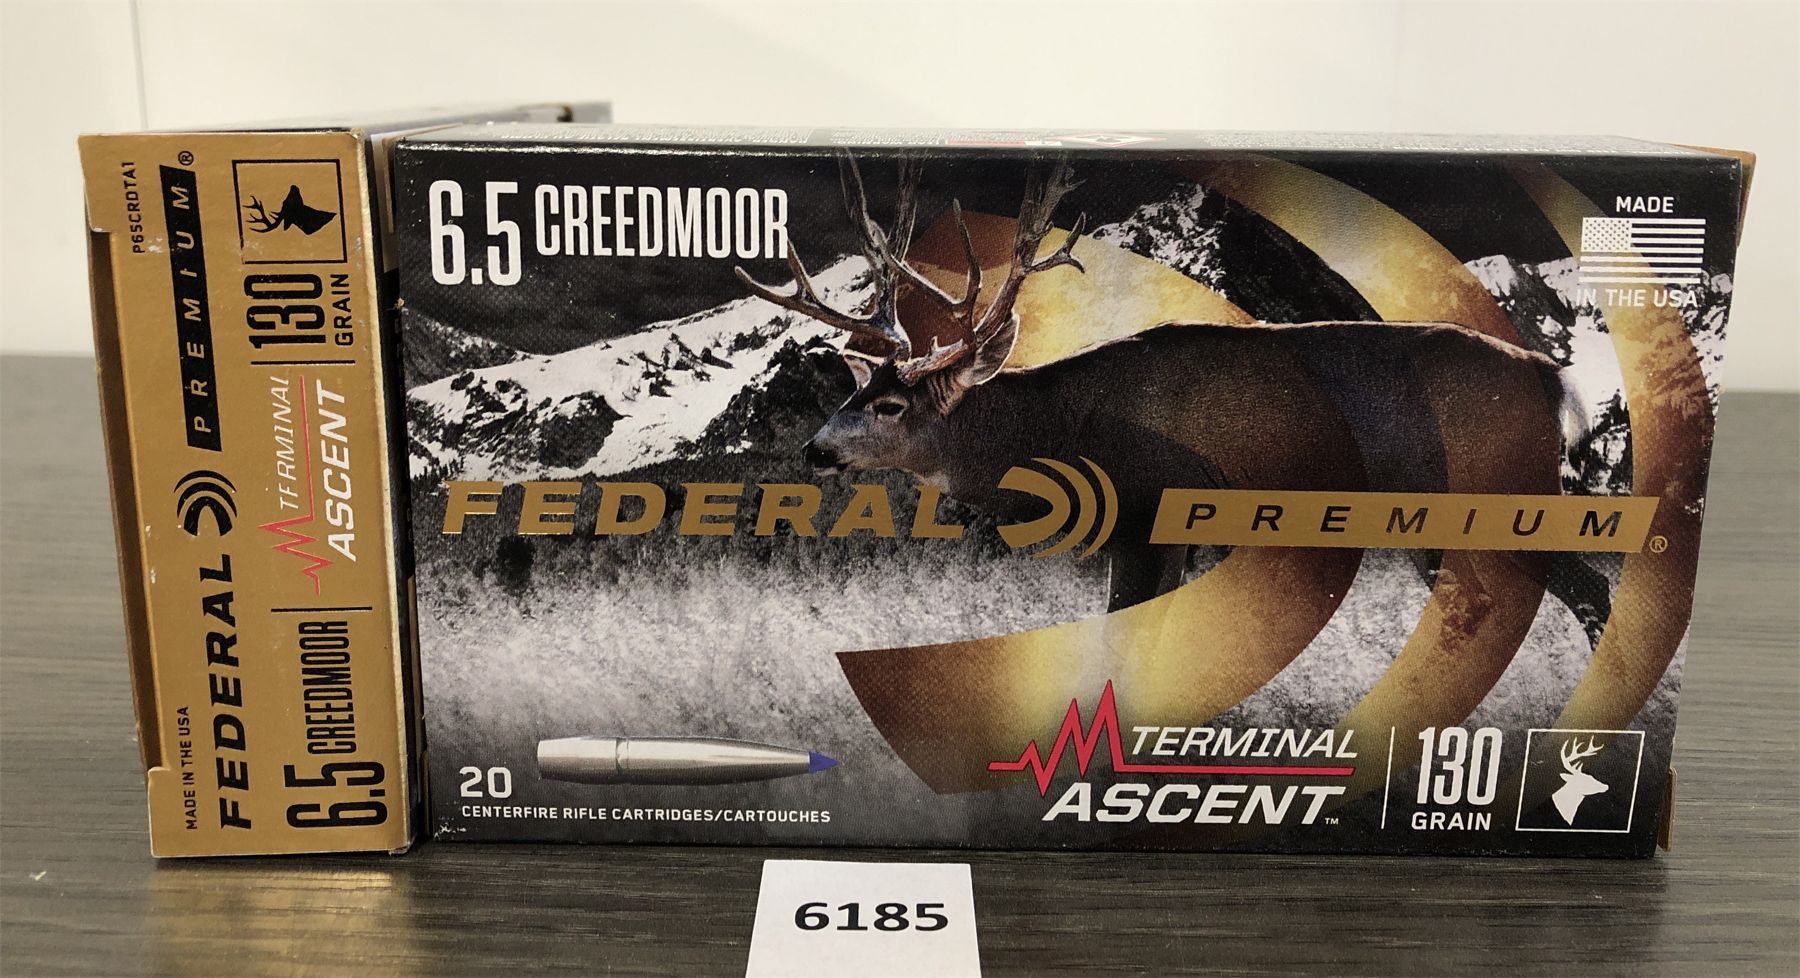 P65CRDTA1
MADE IN THE USA
FEDERAL PREMIUM®
6.5 CREEDMOOR
TERMINAL
ASCENT
130
GRAIN
6.5 CREEDMOOR
MADE
IN THE USA
FEDERAL PREMIUM®
20
CENTERFIRE RIFLE CARTRIDGES/CARTOUCHES
TERMINAL
ASCENT™
130
GRAIN
6185